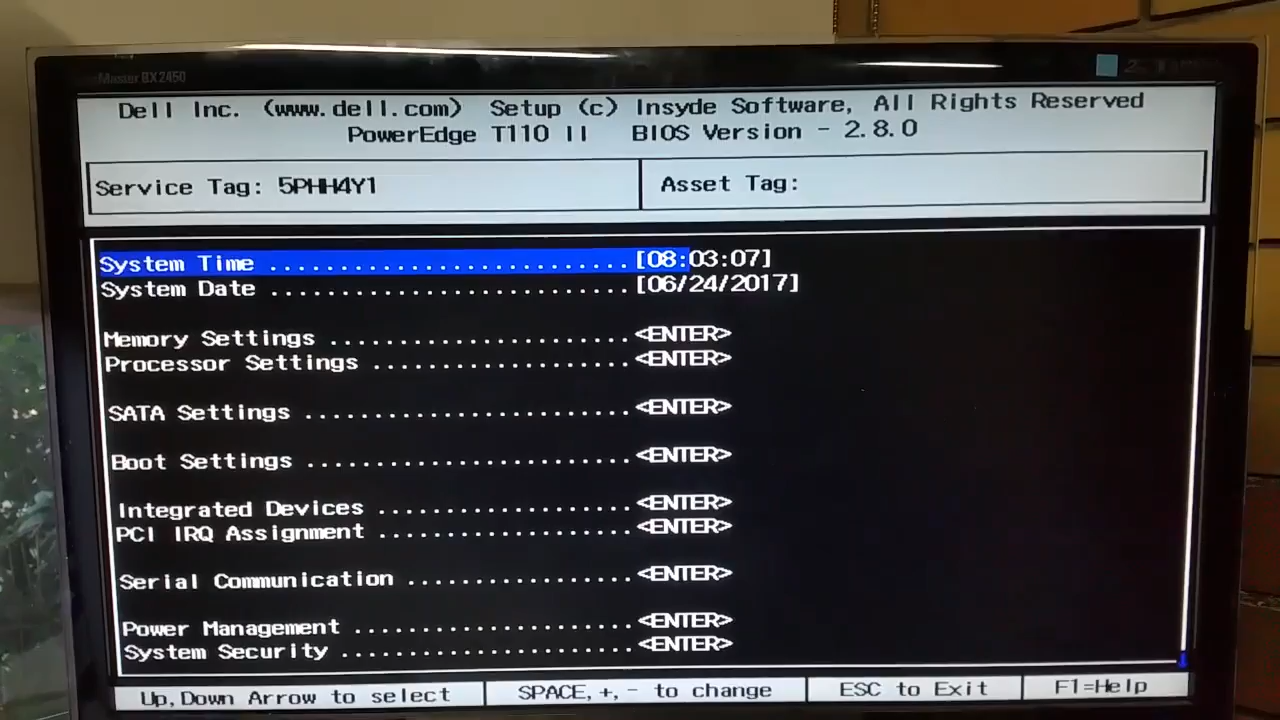 Master BX2450
Dell Inc. (www.dell.com) Setup (c) Insyde Software, All Rights Reserved
PowerEdge T110 II BIOS Version - 2.8.0
Service Tag: 5PHH4Y1
Asset Tag:
System Time .......................... [08:03:07]
System Date .......................... [06/24/2017]
Memory Settings ...................... <ENTER>
Processor Settings ................... <ENTER>
SATA Settings ........................ <ENTER>
Boot Settings ........................ <ENTER>
Integrated Devices ................... <ENTER>
PCI IRQ Assignment ................... <ENTER>
Serial Communication ................. <ENTER>
Power Management ..................... <ENTER>
System Security ...................... <ENTER>
Up,Down Arrow to select SPACE,+,- to change ESC to Exit F1=Help